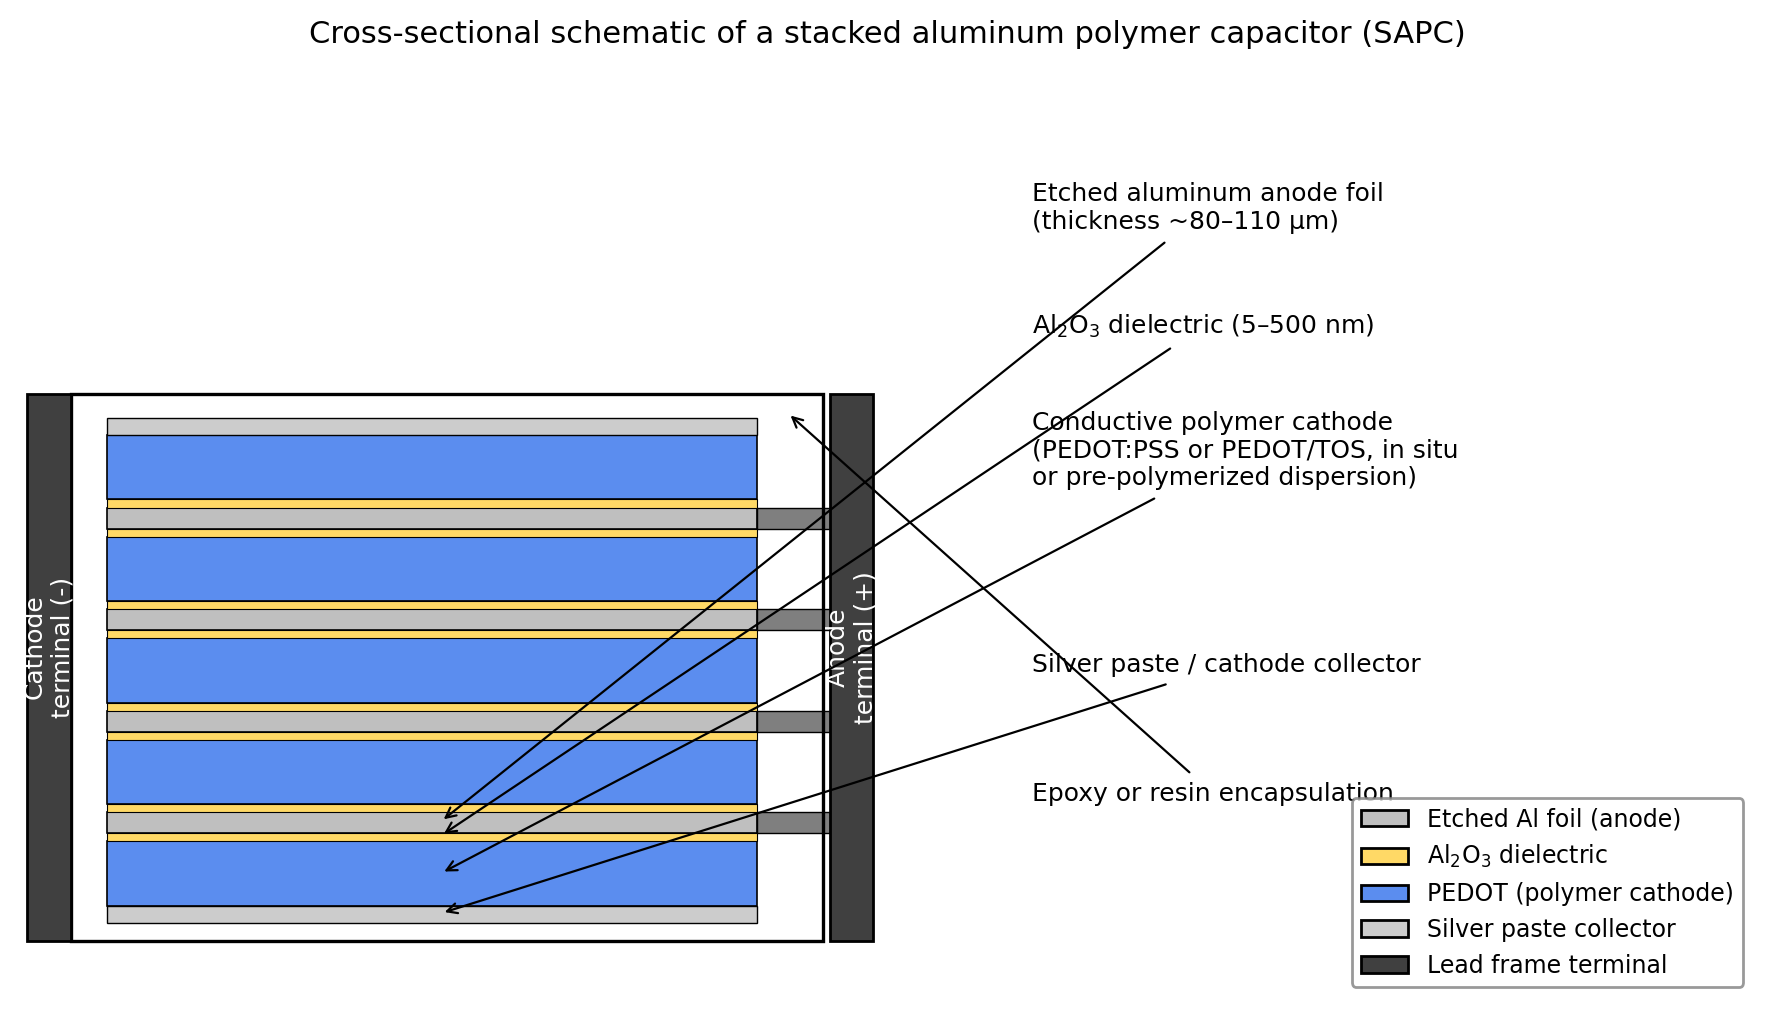 Cross-sectional schematic of a stacked aluminum polymer capacitor (SAPC)
Etched aluminum anode foil
(thickness ~80–110 µm)
Al₂O₃ dielectric (5–500 nm)
Conductive polymer cathode
(PEDOT:PSS or PEDOT/TOS, in situ
or pre-polymerized dispersion)
Cathode
terminal (-)
Anode
terminal (+)
Silver paste / cathode collector
Epoxy or resin encapsulation
Etched Al foil (anode)
Al₂O₃ dielectric
PEDOT (polymer cathode)
Silver paste collector
Lead frame terminal